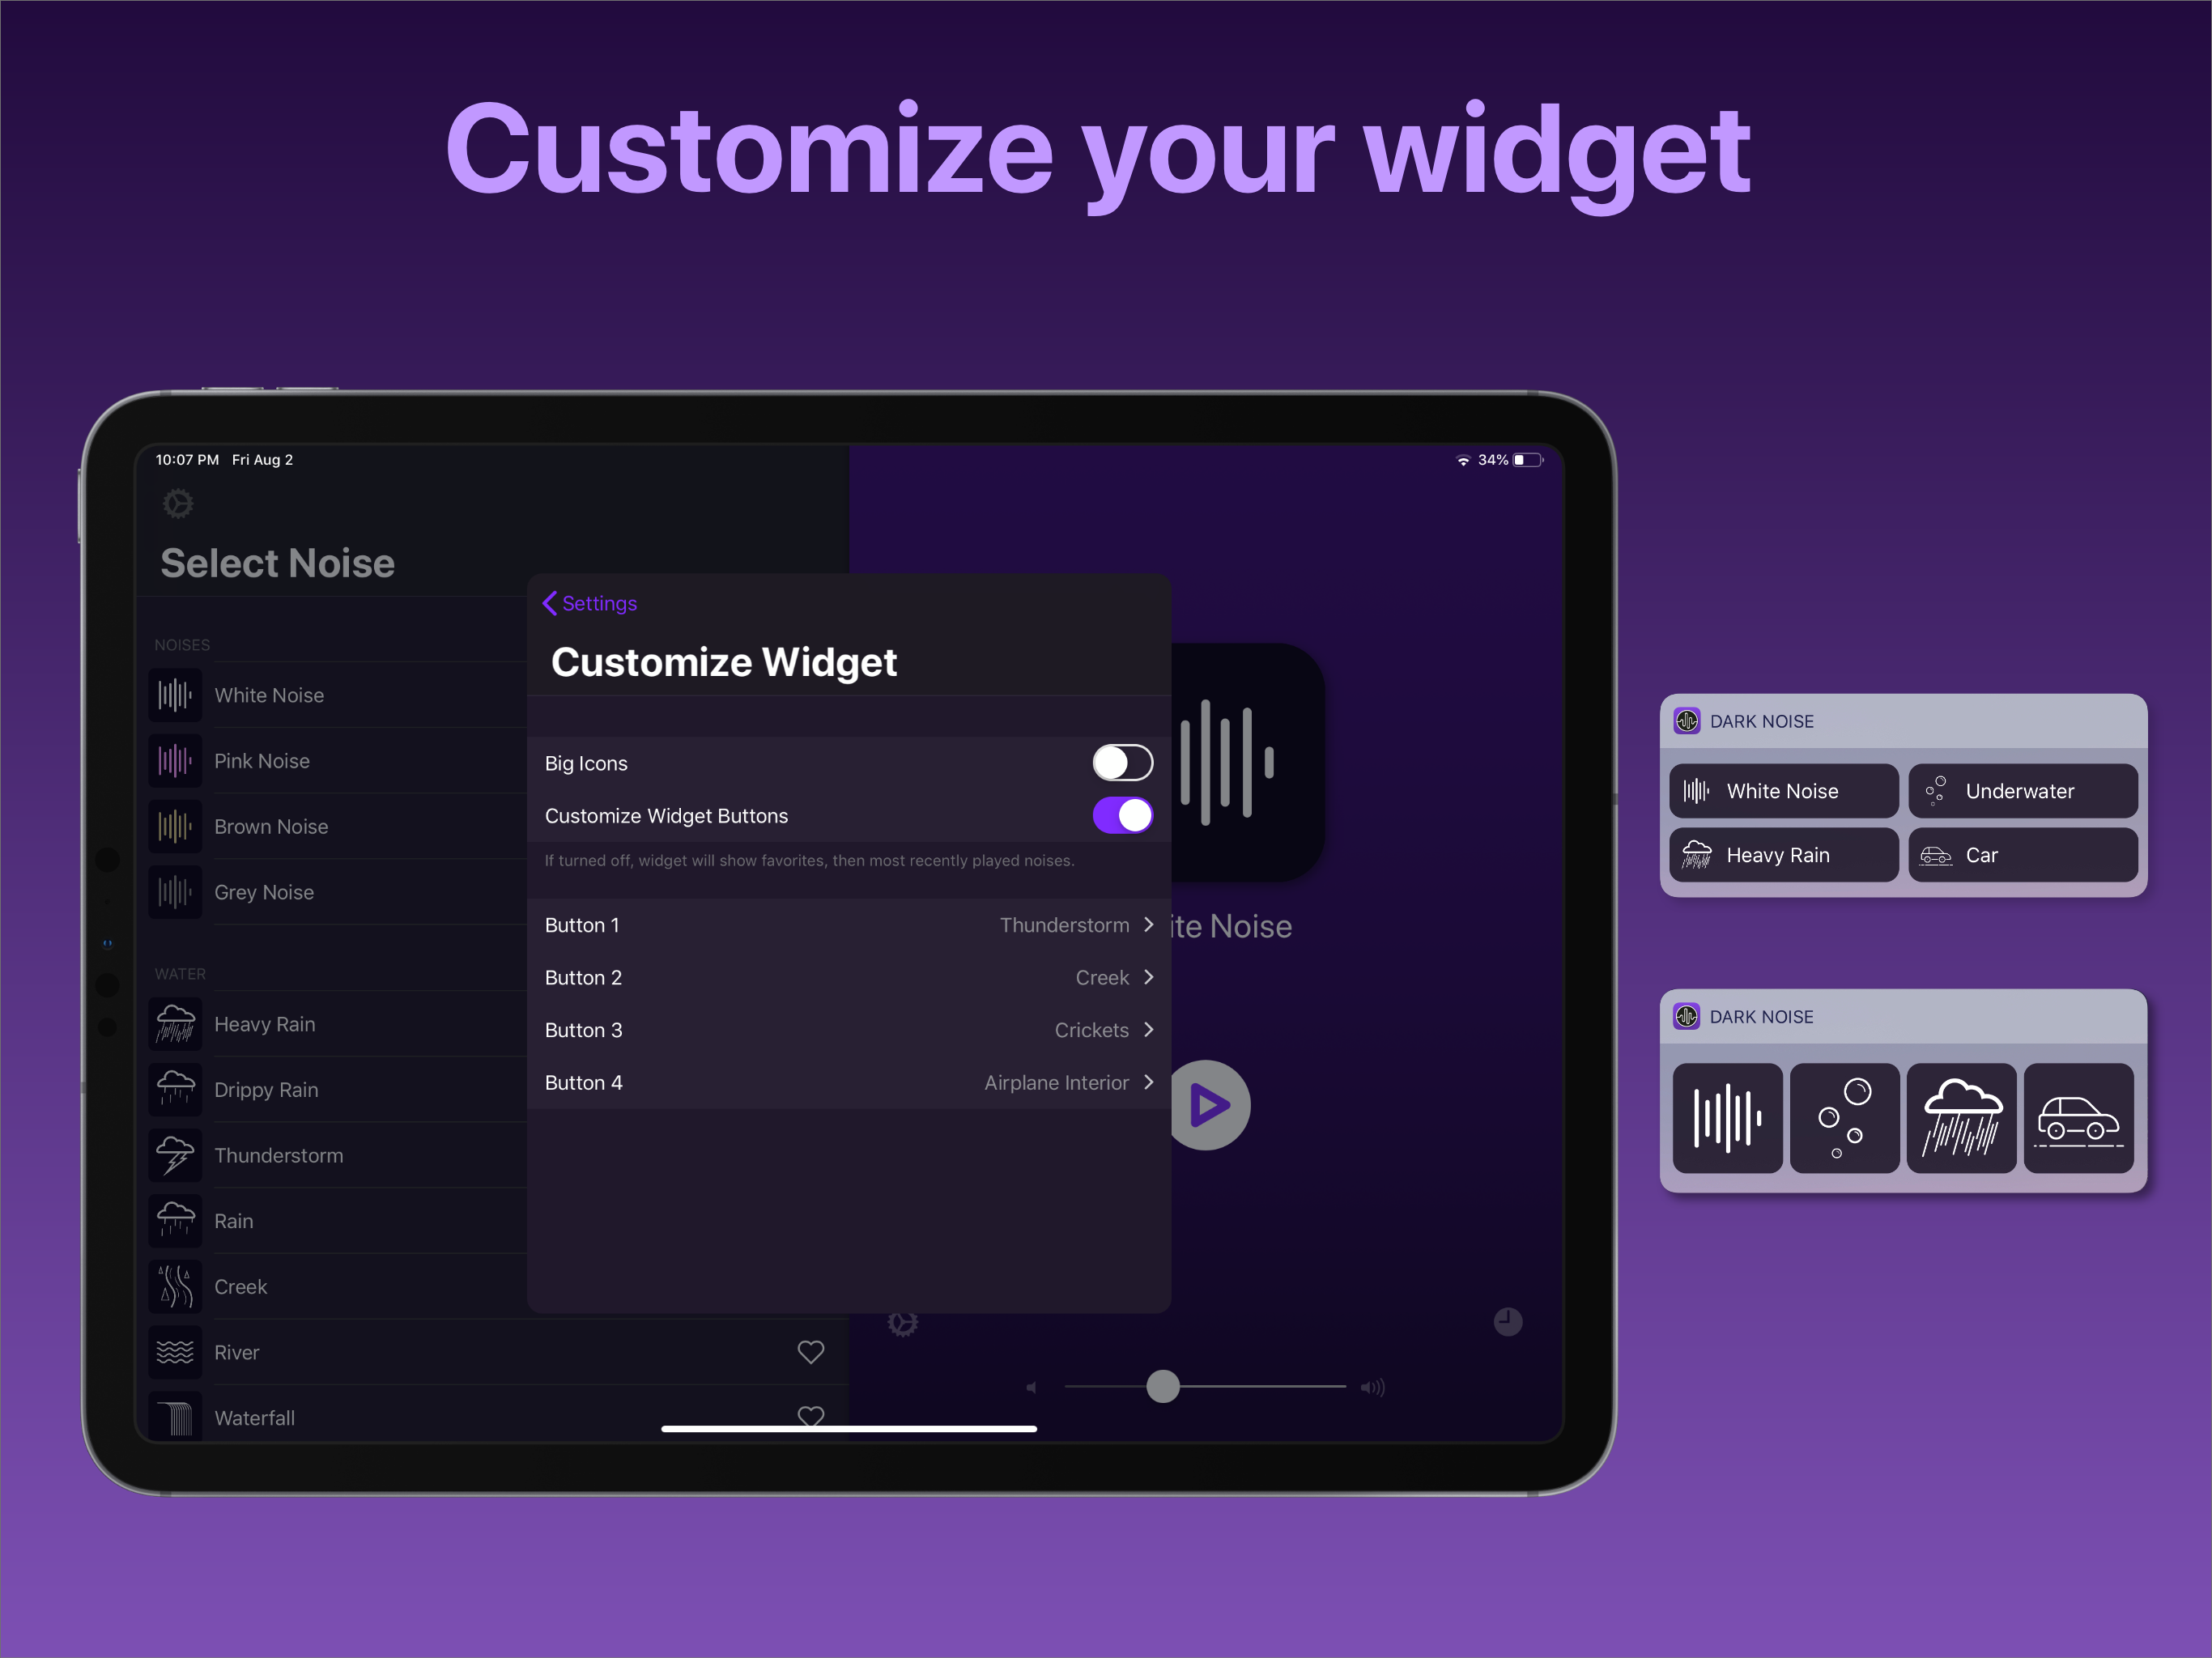 Customize your widget
10:07 PM Fri Aug 2
34%
Select Noise
NOISES
White Noise
Pink Noise
Brown Noise
Grey Noise
WATER
Heavy Rain
Drippy Rain
Thunderstorm
Rain
Creek
River
Waterfall
Settings
Customize Widget
Big Icons
Customize Widget Buttons
If turned off, widget will show favorites, then most recently played noises.
Button 1 Thunderstorm
Button 2 Creek
Button 3 Crickets
Button 4 Airplane Interior
ite Noise
DARK NOISE
White Noise Underwater
Heavy Rain Car
DARK NOISE